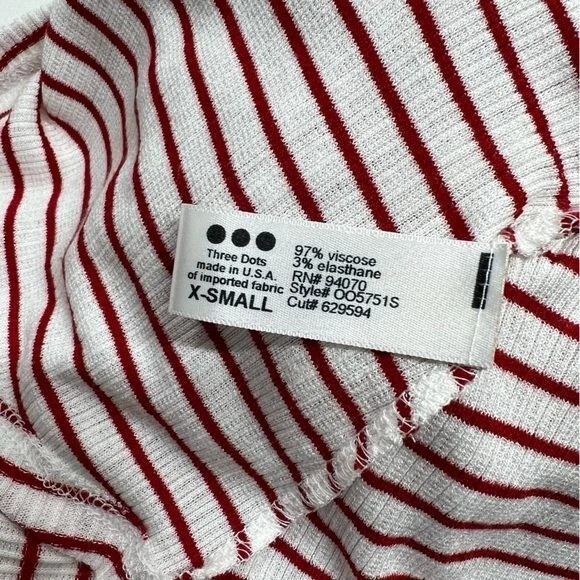 Three Dots
made in U.S.A.
of imported fabric
X-SMALL
97% viscose
3% elasthane
RN# 94070
Style# OO5751S
Cut# 629594